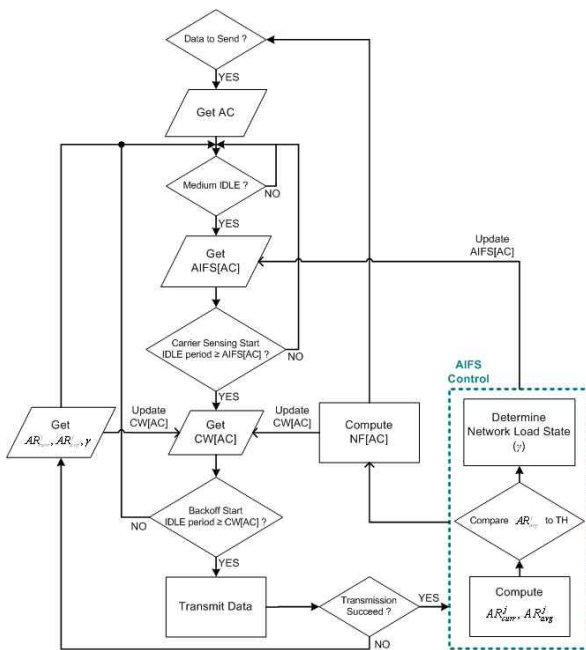 Data to Send ?
YES
Get AC
Medium IDLE ?
NO
YES
Get
AIFS[AC]
Update
AIFS[AC]
Carrier Sensing Start
IDLE period ≥ AIFS[AC] ?
NO
YES
AIFS
Control
Get
, γ
Update
CW[AC]
Get
CW[AC]
Update
CW[AC]
Compute
NF[AC]
Determine
Network Load State
(γ)
Backoff Start
IDLE period ≥ CW[AC] ?
NO
YES
Compare to TH
Transmit Data
Transmission
Succeed ?
YES
NO
Compute
AR^j_curr, AR^j_avg